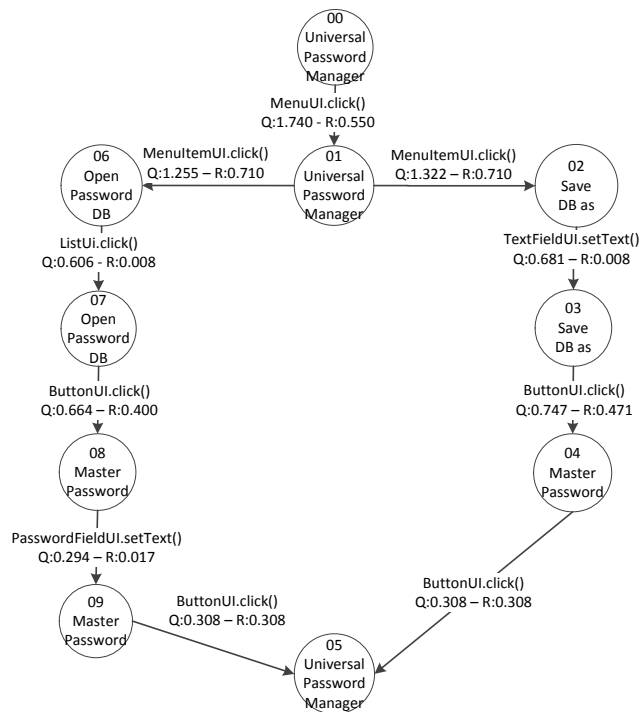 00
Universal
Password
Manager
MenuUI.click()
Q:1.740 - R:0.550
06
Open
Password
DB
MenuItemUI.click()
Q:1.255 – R:0.710
01
Universal
Password
Manager
MenuItemUI.click()
Q:1.322 – R:0.710
02
Save
DB as
ListUi.click()
Q:0.606 - R:0.008
TextFieldUI.setText()
Q:0.681 – R:0.008
07
Open
Password
DB
03
Save
DB as
ButtonUI.click()
Q:0.664 – R:0.400
ButtonUI.click()
Q:0.747 – R:0.471
08
Master
Password
04
Master
Password
PasswordFieldUI.setText()
Q:0.294 – R:0.017
09
Master
Password
ButtonUI.click()
Q:0.308 – R:0.308
ButtonUI.click()
Q:0.308 – R:0.308
05
Universal
Password
Manager